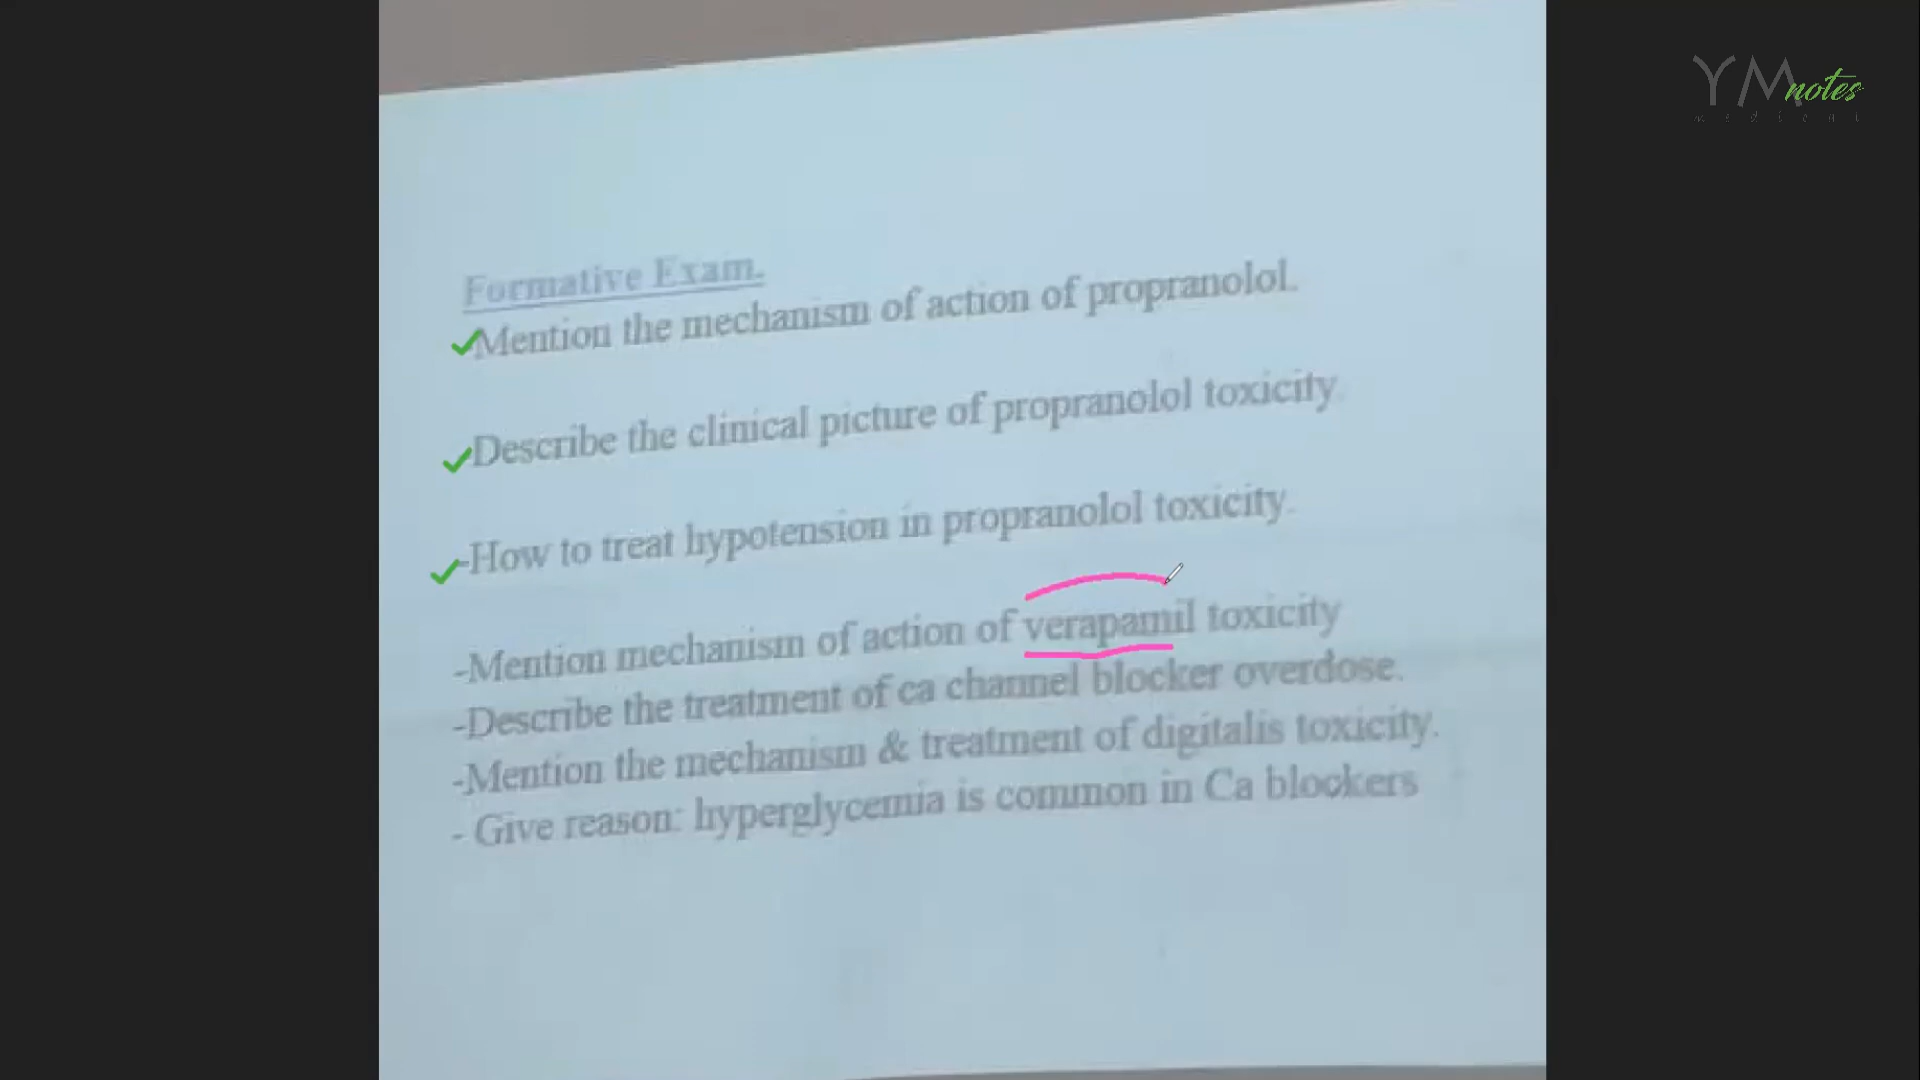 YM notes
medical
Formative Exam.
Mention the mechanism of action of propranolol.
Describe the clinical picture of propranolol toxicity.
-How to treat hypotension in propranolol toxicity.
-Mention mechanism of action of verapamil toxicity
-Describe the treatment of ca channel blocker overdose.
-Mention the mechanism & treatment of digitalis toxicity.
- Give reason: hyperglycemia is common in Ca blockers